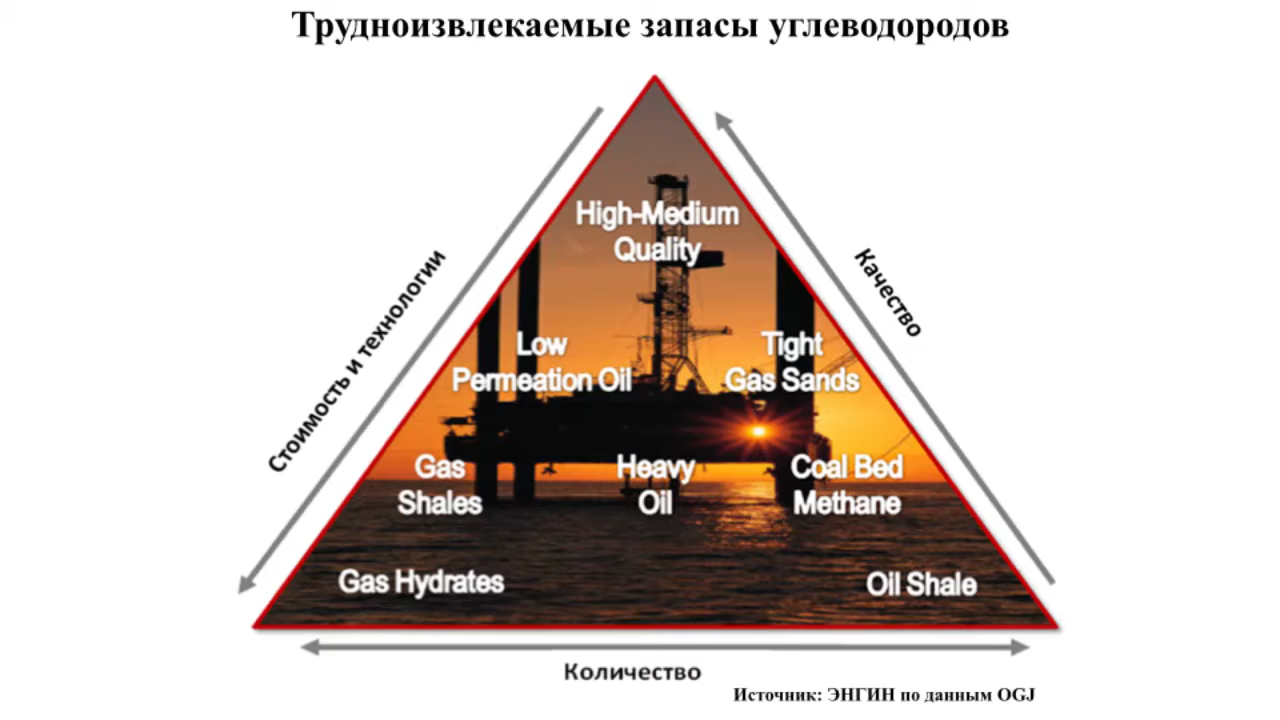 Трудноизвлекаемые запасы углеводородов
High-Medium
Quality
Стоимость и технологии
Качество
Low
Permeation Oil
Tight
Gas Sands
Gas
Shales
Heavy
Oil
Coal Bed
Methane
Gas Hydrates
Oil Shale
Количество
Источник: ЭНГИН по данным OGJ